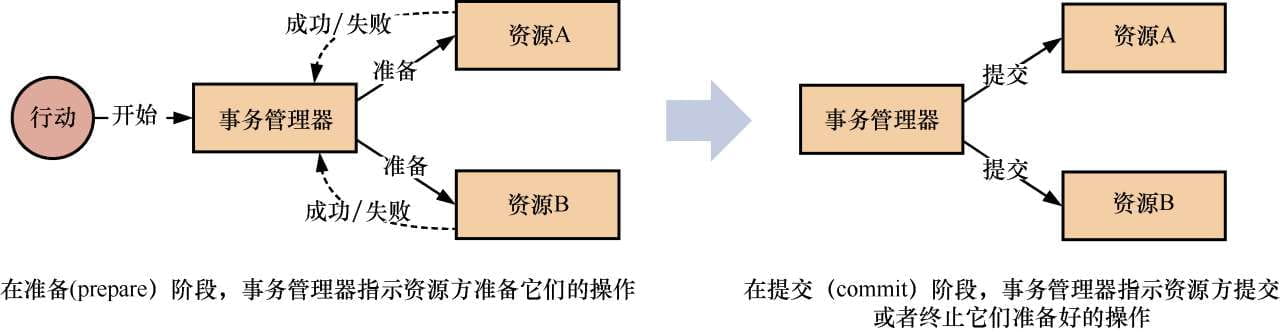 成功/失败
资源A
准备
行动
开始
事务管理器
准备
成功/失败
资源B
在准备(prepare）阶段，事务管理器指示资源方准备它们的操作
资源A
提交
事务管理器
提交
资源B
在提交（commit）阶段，事务管理器指示资源方提交
或者终止它们准备好的操作